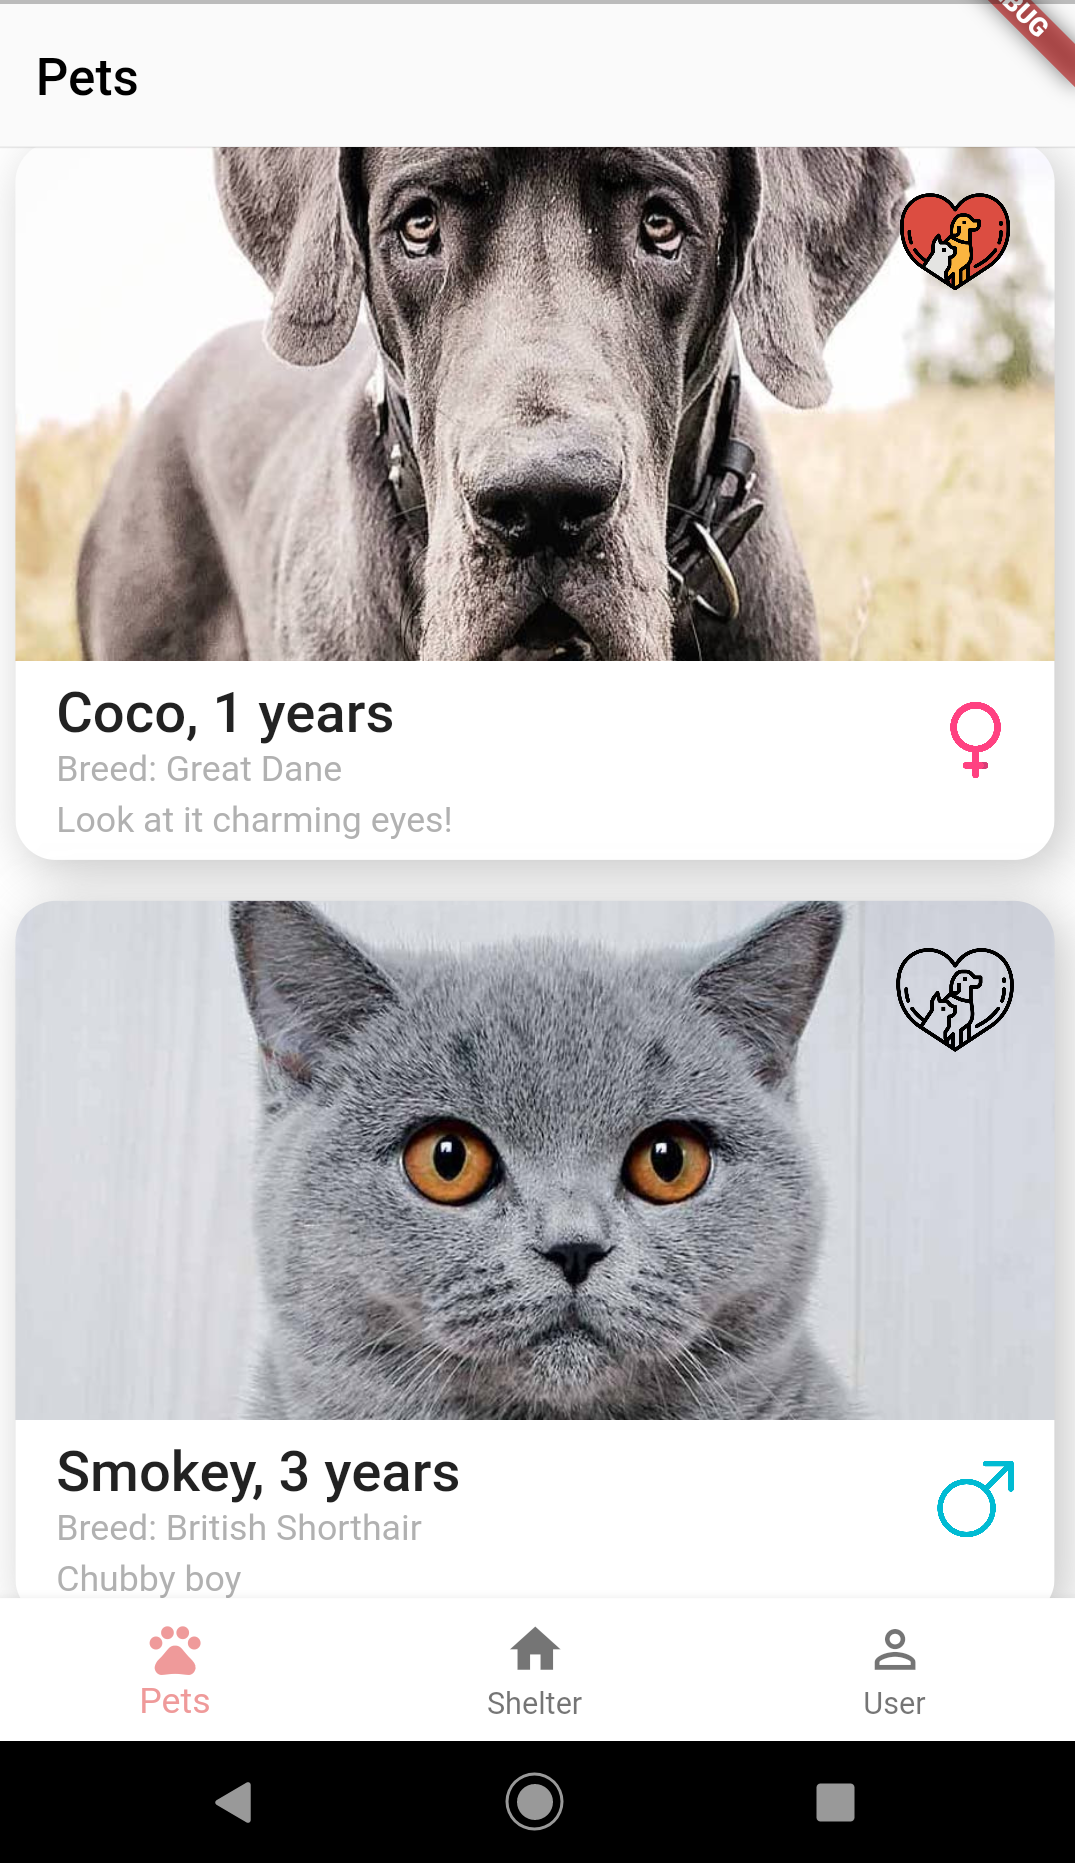 BUG
Pets
Coco, 1 years
Breed: Great Dane
Look at it charming eyes!
Smokey, 3 years
Breed: British Shorthair
Chubby boy
Pets
Shelter
User